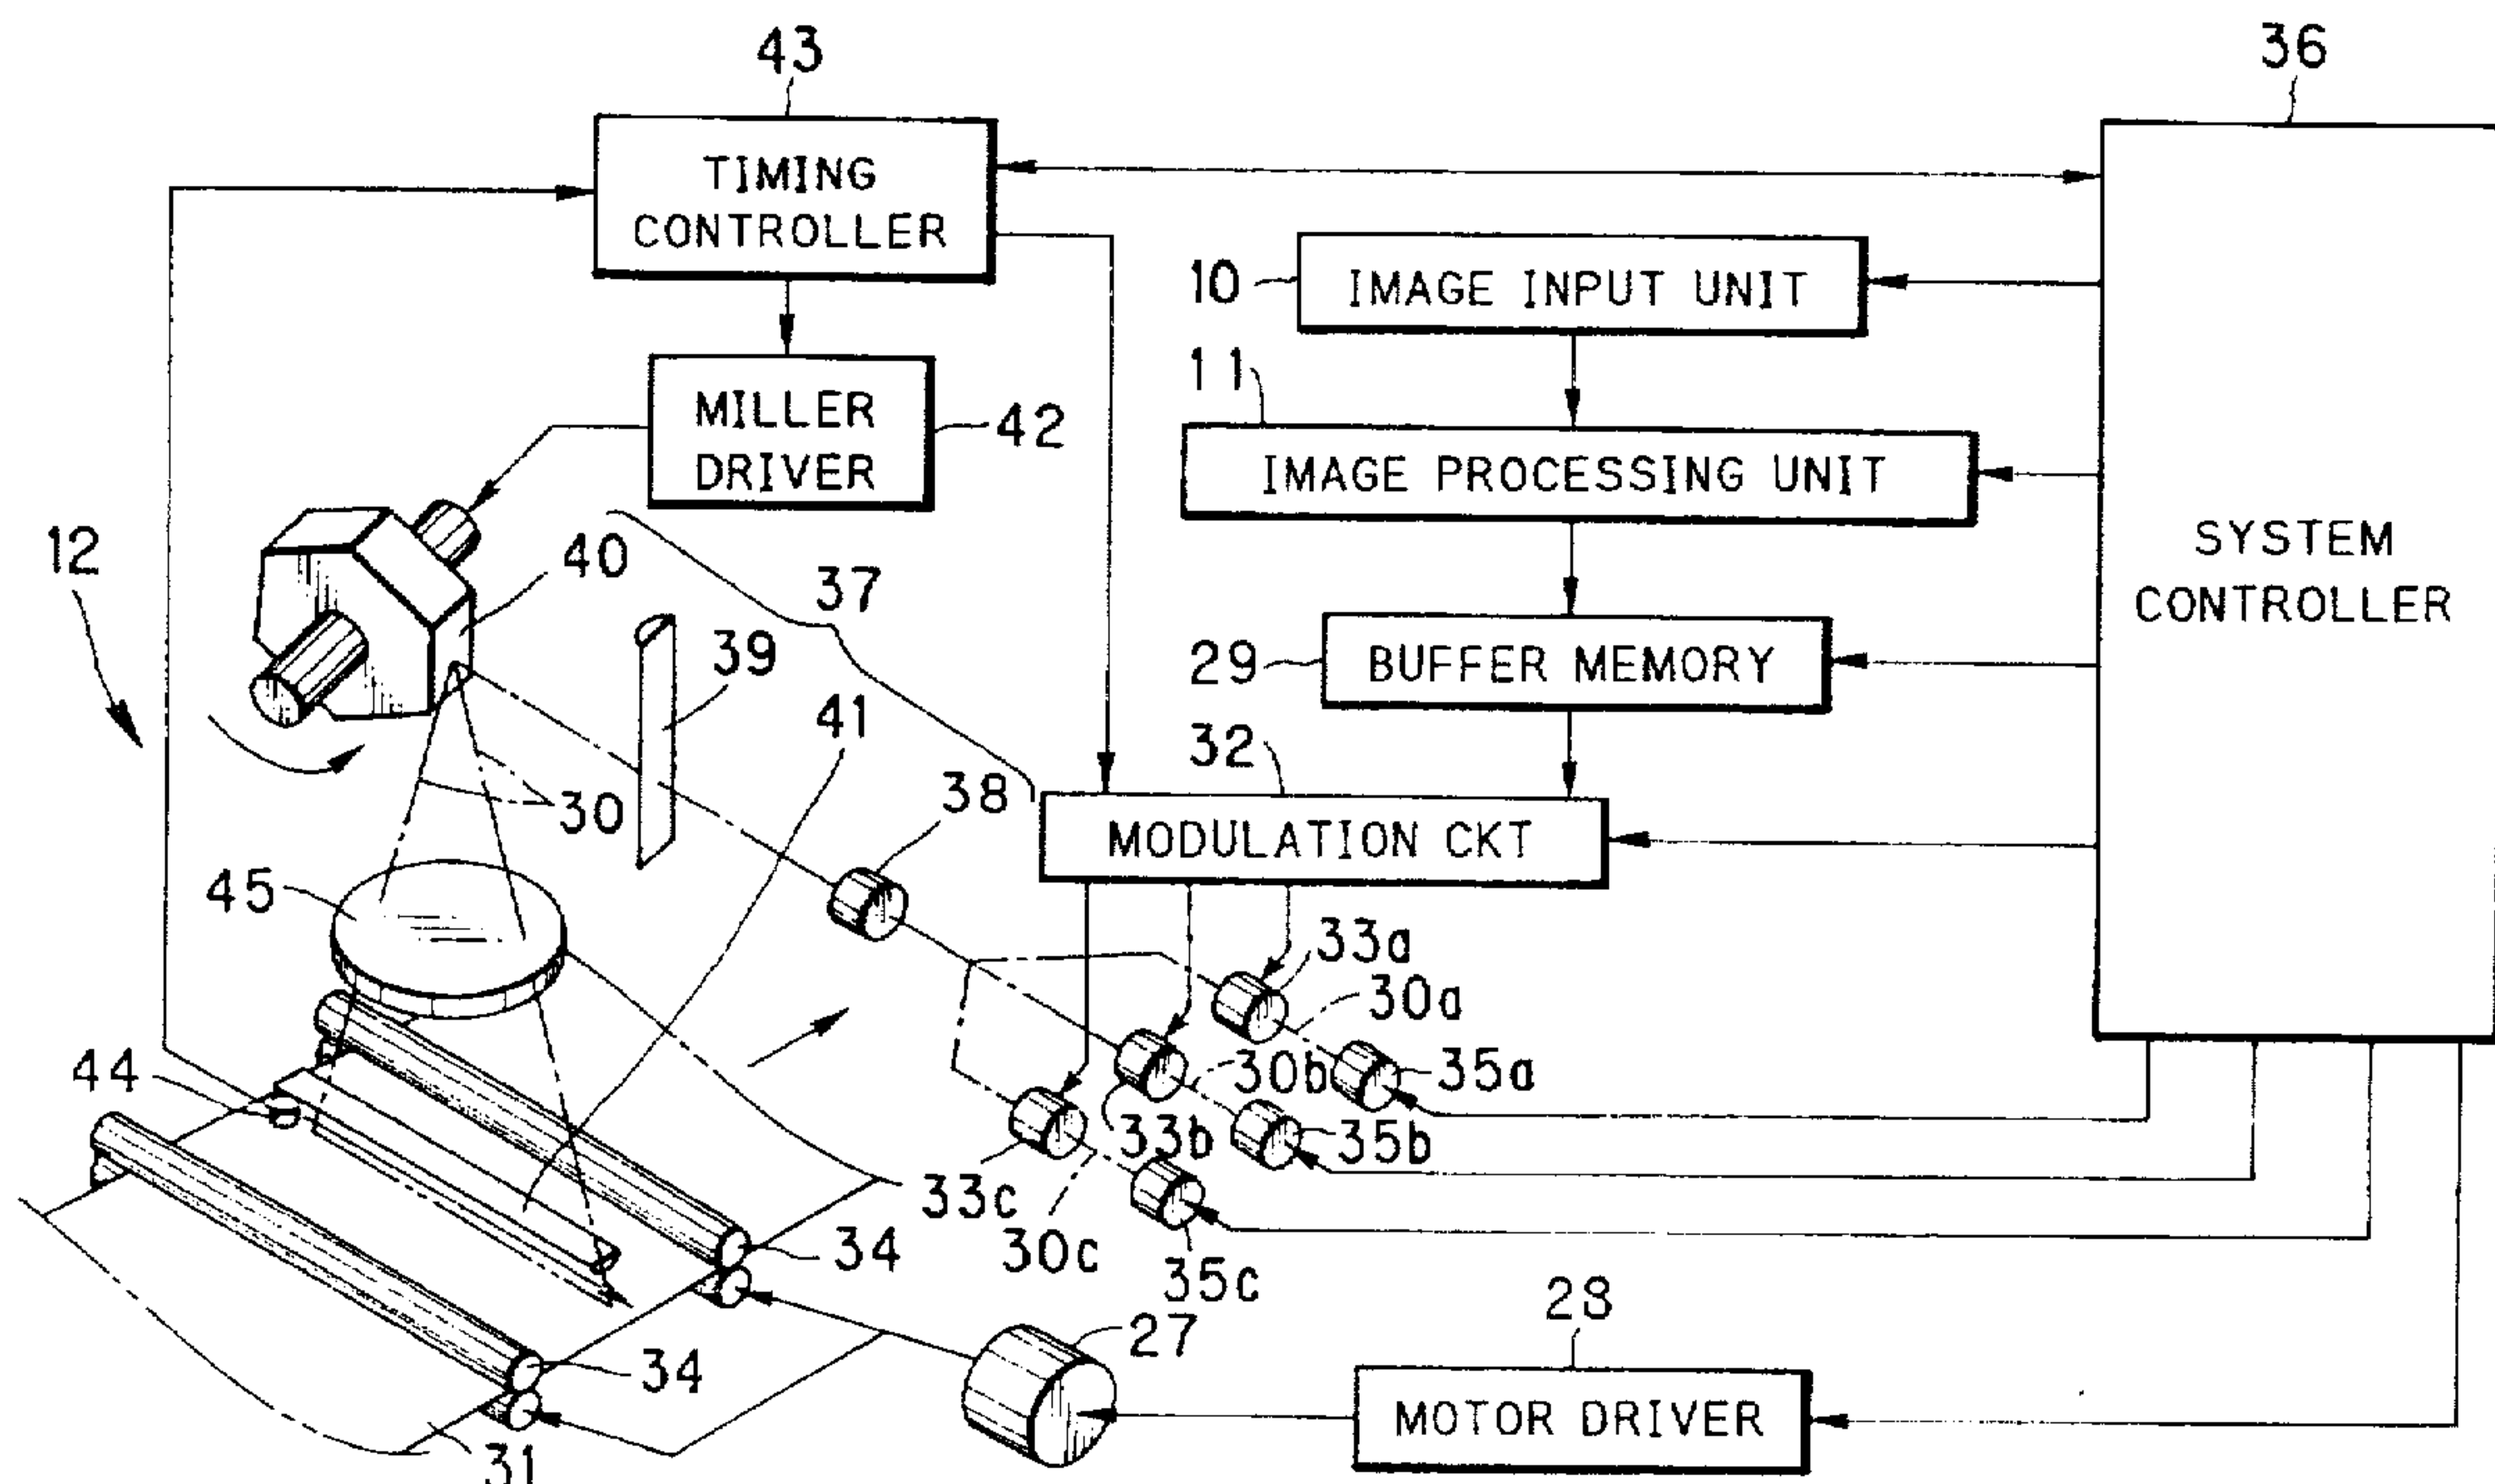 43
36
TIMING
CONTROLLER
10
IMAGE INPUT UNIT
11
MILLER
DRIVER
42
IMAGE PROCESSING UNIT
12
40
37
SYSTEM
CONTROLLER
39
29
BUFFER MEMORY
41
32
30
38
MODULATION CKT
45
33a
30a
44
30b
35a
33b
35b
33c
30c
34
35c
27
28
34
MOTOR DRIVER
31